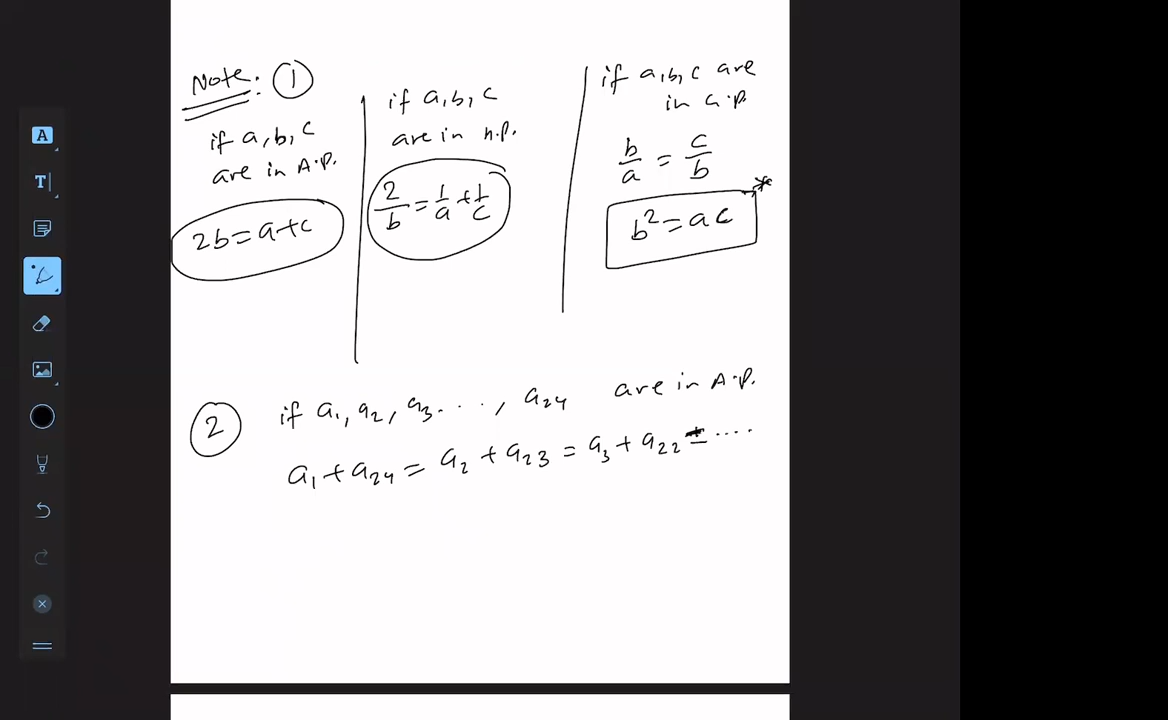 Note: ①
if a,b,c
are in A.P.
2b=a+c
if a,b,c
are in h.p.
2/b = 1/a + 1/c
if a,b,c are
in G.P.
b/a = c/b
b² = ac
*
② if a₁, a₂, a₃ ..., a₂₄ are in A.P.
a₁+a₂₄ = a₂ + a₂₃ = a₃ + a₂₂ = ....
A
T